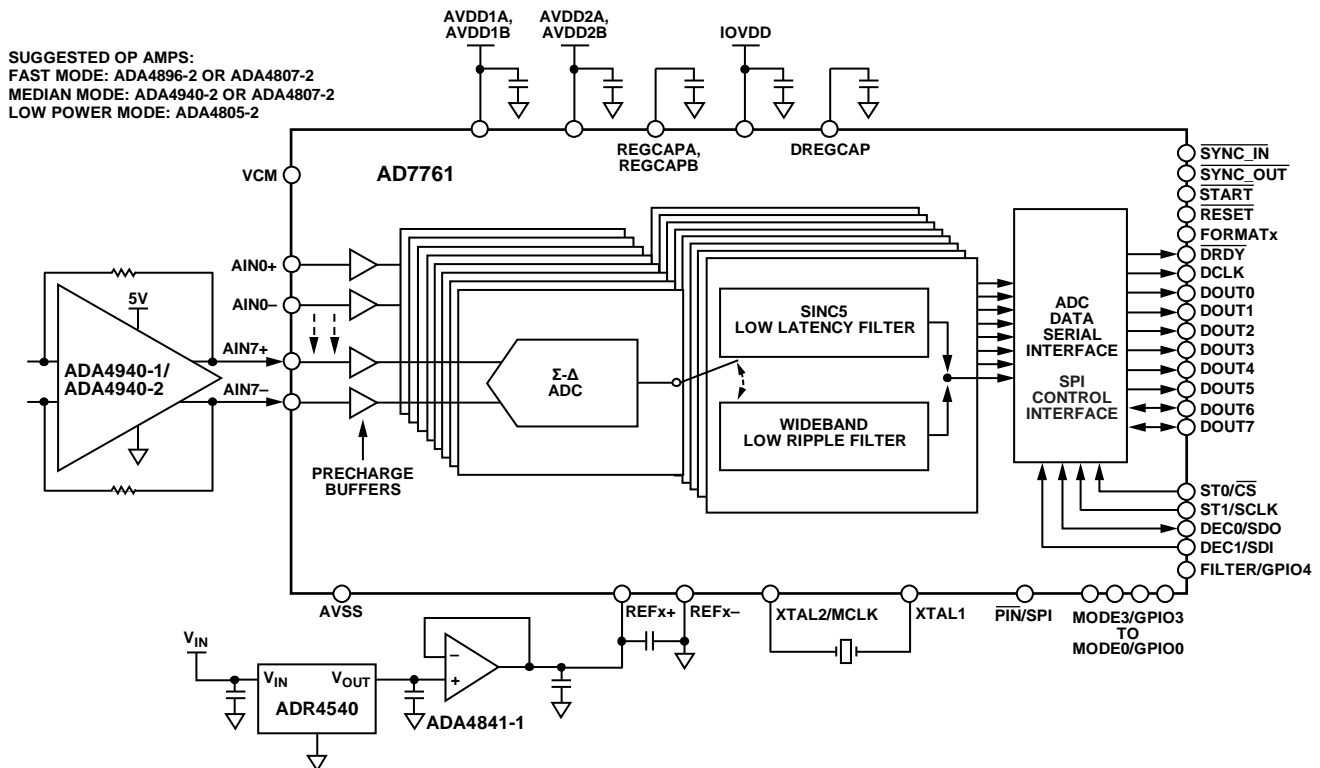 SUGGESTED OP AMPS:
FAST MODE: ADA4896-2 OR ADA4807-2
MEDIAN MODE: ADA4940-2 OR ADA4807-2
LOW POWER MODE: ADA4805-2
AVDD1A,
AVDD1B
AVDD2A,
AVDD2B
IOVDD
REGCAPA,
REGCAPB
DREGCAP
VCM
AD7761
AIN0+
AIN0–
AIN7+
AIN7–
5V
ADA4940-1/
ADA4940-2
PRECHARGE
BUFFERS
Σ-Δ
ADC
SINC5
LOW LATENCY FILTER
WIDEBAND
LOW RIPPLE FILTER
ADC
DATA
SERIAL
INTERFACE
SPI
CONTROL
INTERFACE
SYNC_IN
SYNC_OUT
START
RESET
FORMATx
DRDY
DCLK
DOUT0
DOUT1
DOUT2
DOUT3
DOUT4
DOUT5
DOUT6
DOUT7
ST0/CS
ST1/SCLK
DEC0/SDO
DEC1/SDI
FILTER/GPIO4
AVSS
REFx+
REFx–
XTAL2/MCLK
XTAL1
PIN/SPI
MODE3/GPIO3
TO
MODE0/GPIO0
VIN
VIN
VOUT
ADR4540
–
+
ADA4841-1